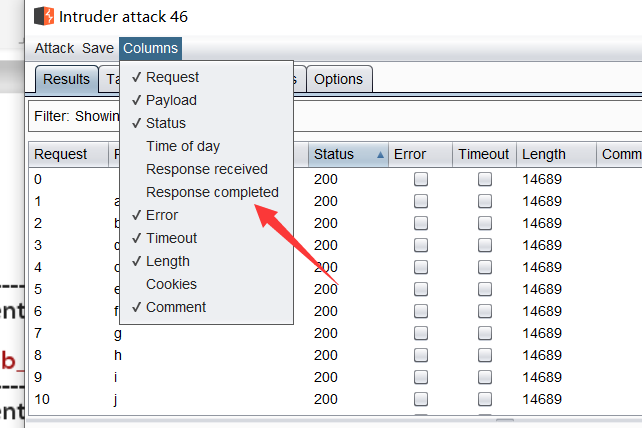 Intruder attack 46
Attack Save Columns
Results Ta s Options
Filter: Showin
✓ Request
✓ Payload
✓ Status
Time of day
Response received
Response completed
✓ Error
✓ Timeout
✓ Length
Cookies
✓ Comment
Request P Status Error Timeout Length Comm
0 200 14689
1 a 200 14689
2 b 200 14689
3 c 200 14689
4 d 200 14689
5 e 200 14689
6 f 200 14689
7 g 200 14689
8 h 200 14689
9 i 200 14689
10 j 200 14689
ent
b_
ent